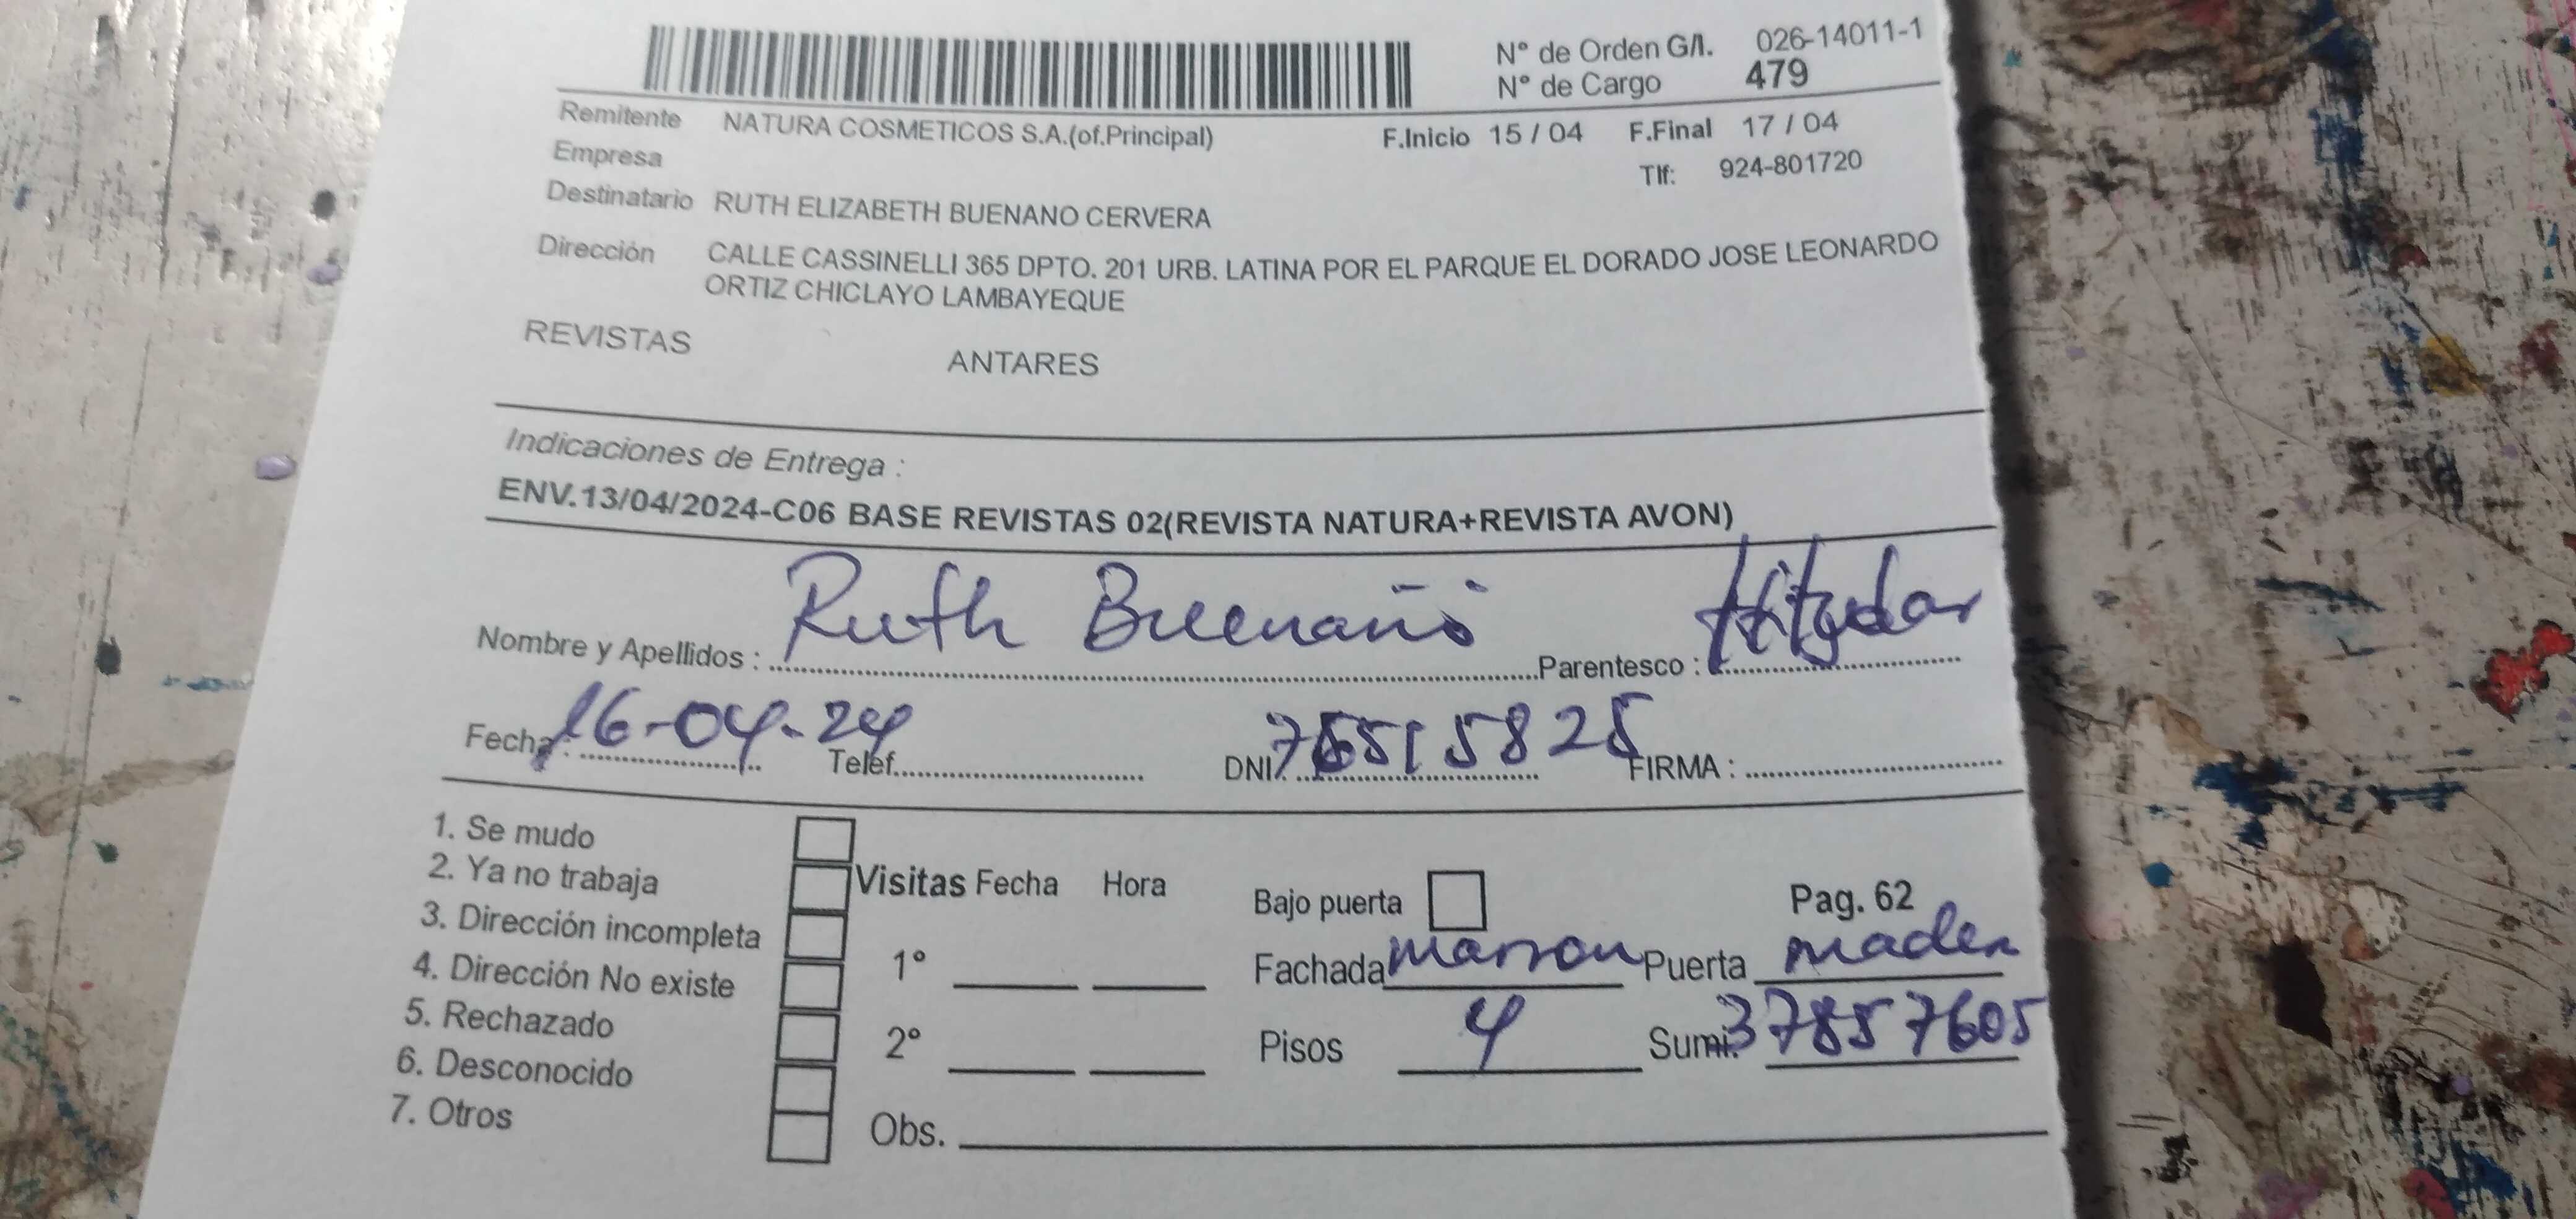 N° de Orden G/I. 026-14011-1
N° de Cargo 479
Remitente NATURA COSMETICOS S.A.(of.Principal) F.Inicio 15 / 04 F.Final 17 / 04
Empresa Tlf: 924-801720
Destinatario RUTH ELIZABETH BUENANO CERVERA
Dirección CALLE CASSINELLI 365 DPTO. 201 URB. LATINA POR EL PARQUE EL DORADO JOSE LEONARDO
ORTIZ CHICLAYO LAMBAYEQUE
REVISTAS ANTARES
Indicaciones de Entrega :
ENV.13/04/2024-C06 BASE REVISTAS 02(REVISTA NATURA+REVISTA AVON)
Nombre y Apellidos : Ruth Buenaño Parentesco : titular
Fecha : 16-04-24 Telef. DNI FIRMA :
1. Se mudo
2. Ya no trabaja
3. Dirección incompleta
4. Dirección No existe
5. Rechazado
6. Desconocido
7. Otros
Visitas Fecha Hora
1°
2°
Obs.
Bajo puerta Pag. 62
Fachada marron Puerta mader
Pisos 4 Sumi. 37857605